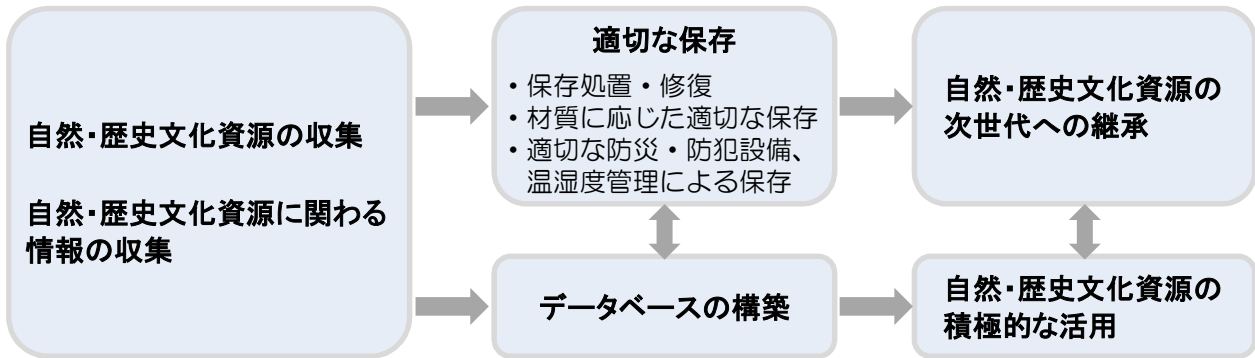 自然・歴史文化資源の収集
自然・歴史文化資源に関わる
情報の収集
適切な保存
・保存処置・修復
・材質に応じた適切な保存
・適切な防災・防犯設備、
温湿度管理による保存
データベースの構築
自然・歴史文化資源の
次世代への継承
自然・歴史文化資源の
積極的な活用